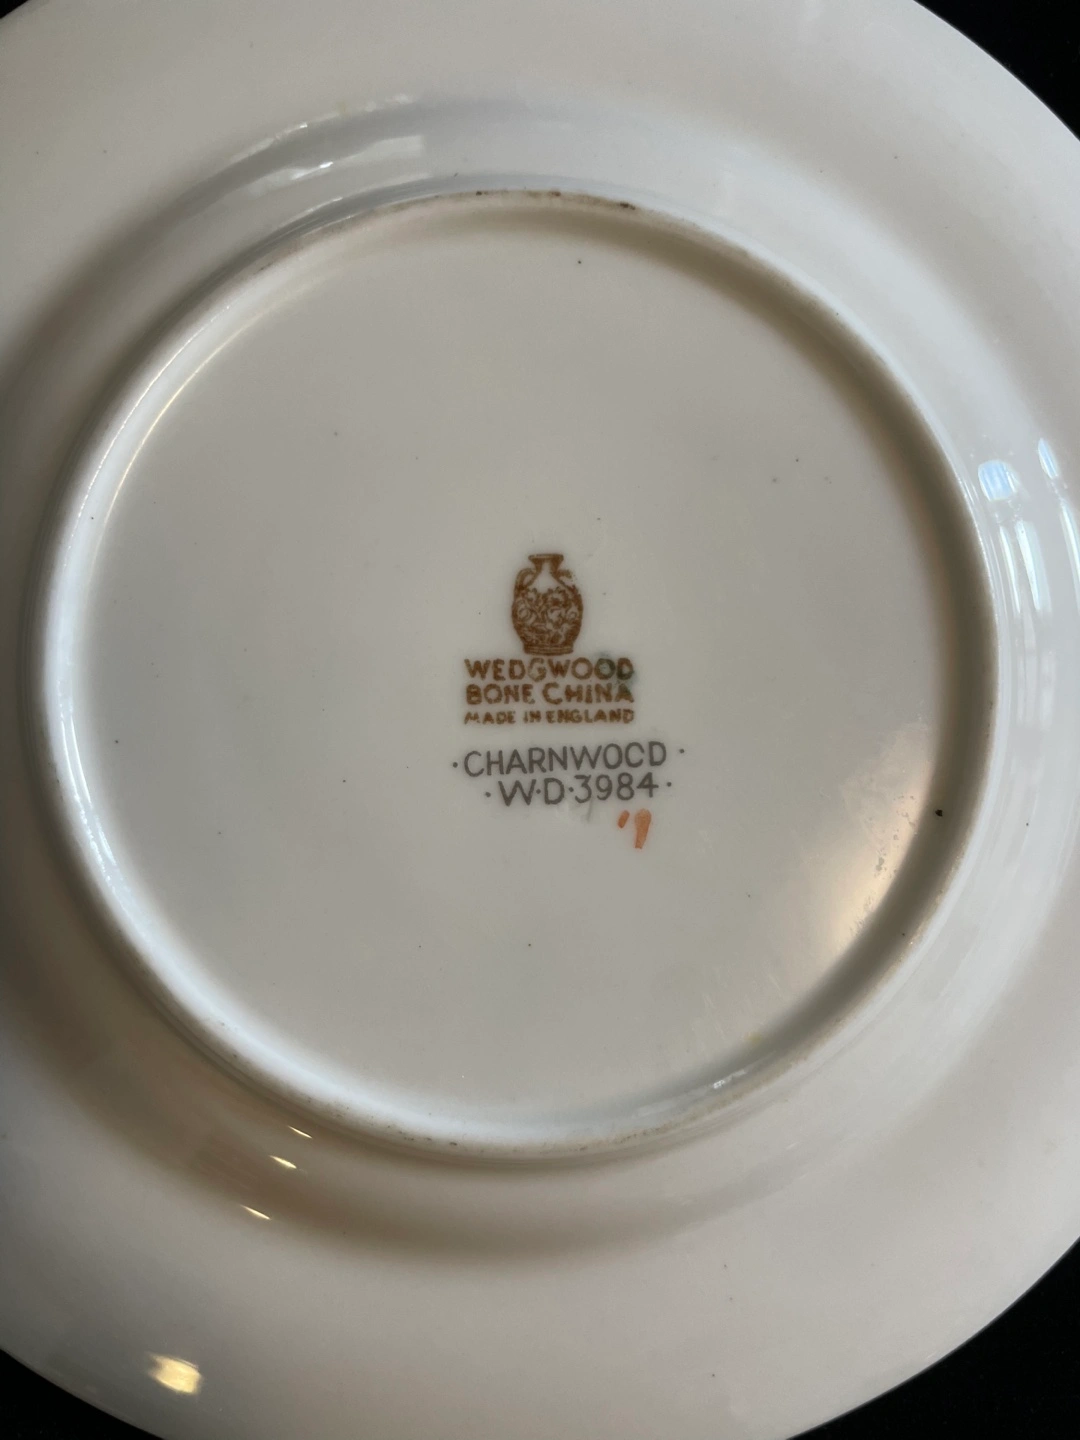 WEDGWOOD
BONE CHINA
MADE IN ENGLAND
·CHARNWOOD·
·W·D·3984·